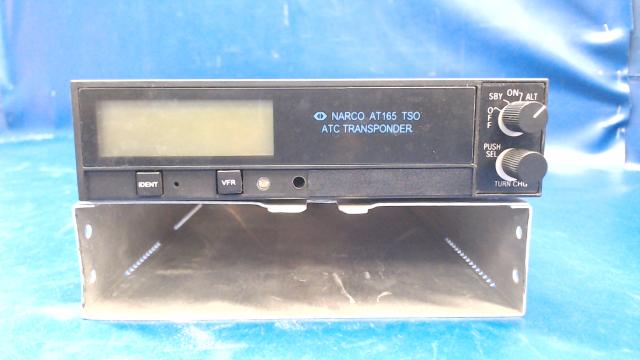 NARCO AT165 TSO
ATC TRANSPONDER
SBY ON ALT
OFF
PUSH
SEL
TURN CHG
IDENT
VFR